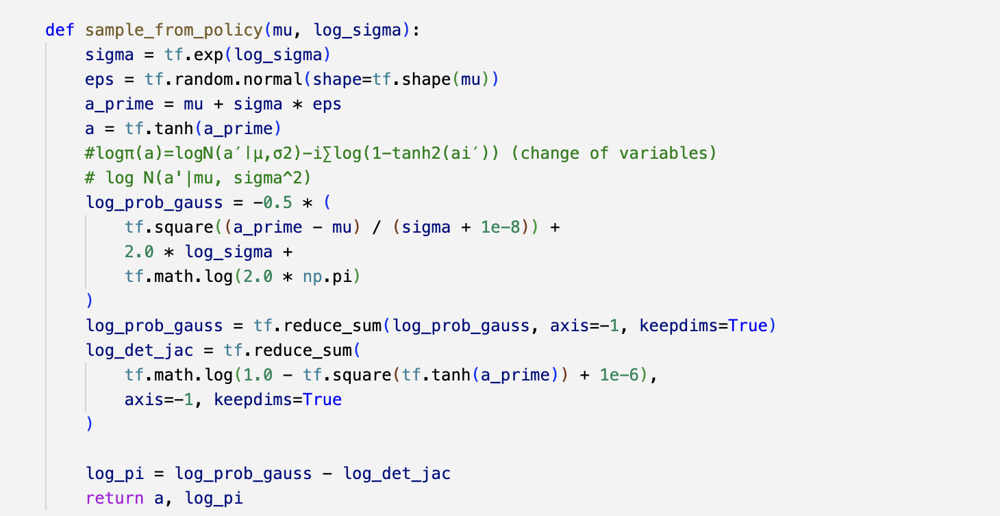 def sample_from_policy(mu, log_sigma):
    sigma = tf.exp(log_sigma)
    eps = tf.random.normal(shape=tf.shape(mu))
    a_prime = mu + sigma * eps
    a = tf.tanh(a_prime)
    #logπ(a)=logN(a′∣μ,σ2)−i∑log(1−tanh2(ai′)) (change of variables)
    # log N(a'|mu, sigma^2)
    log_prob_gauss = -0.5 * (
        tf.square((a_prime - mu) / (sigma + 1e-8)) +
        2.0 * log_sigma +
        tf.math.log(2.0 * np.pi)
    )
    log_prob_gauss = tf.reduce_sum(log_prob_gauss, axis=-1, keepdims=True)
    log_det_jac = tf.reduce_sum(
        tf.math.log(1.0 - tf.square(tf.tanh(a_prime)) + 1e-6),
        axis=-1, keepdims=True
    )

    log_pi = log_prob_gauss - log_det_jac
    return a, log_pi